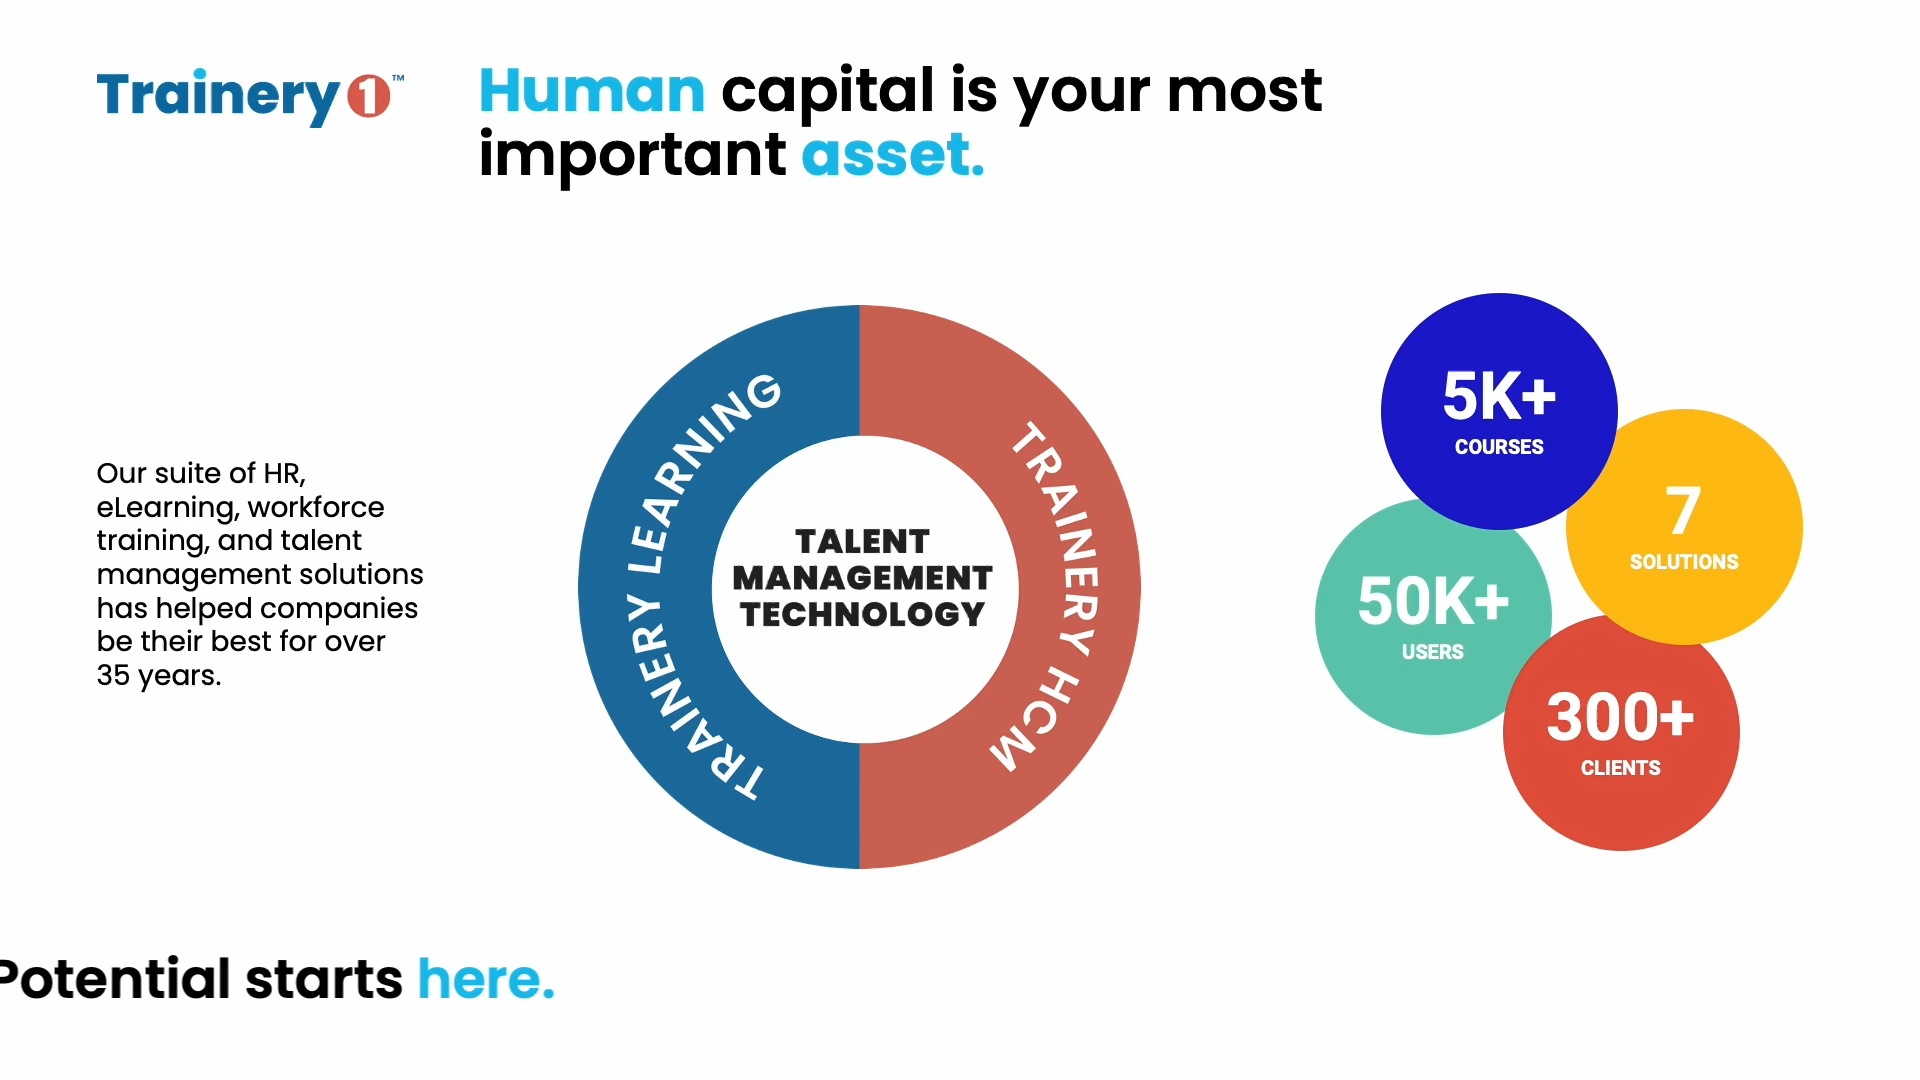 Trainery1™
Human capital is your most
important asset.
Our suite of HR,
eLearning, workforce
training, and talent
management solutions
has helped companies
be their best for over
35 years.
TRAINERY LEARNING
TRAINERY HCM
TALENT
MANAGEMENT
TECHNOLOGY
5K+
COURSES
7
SOLUTIONS
50K+
USERS
300+
CLIENTS
Potential starts here.